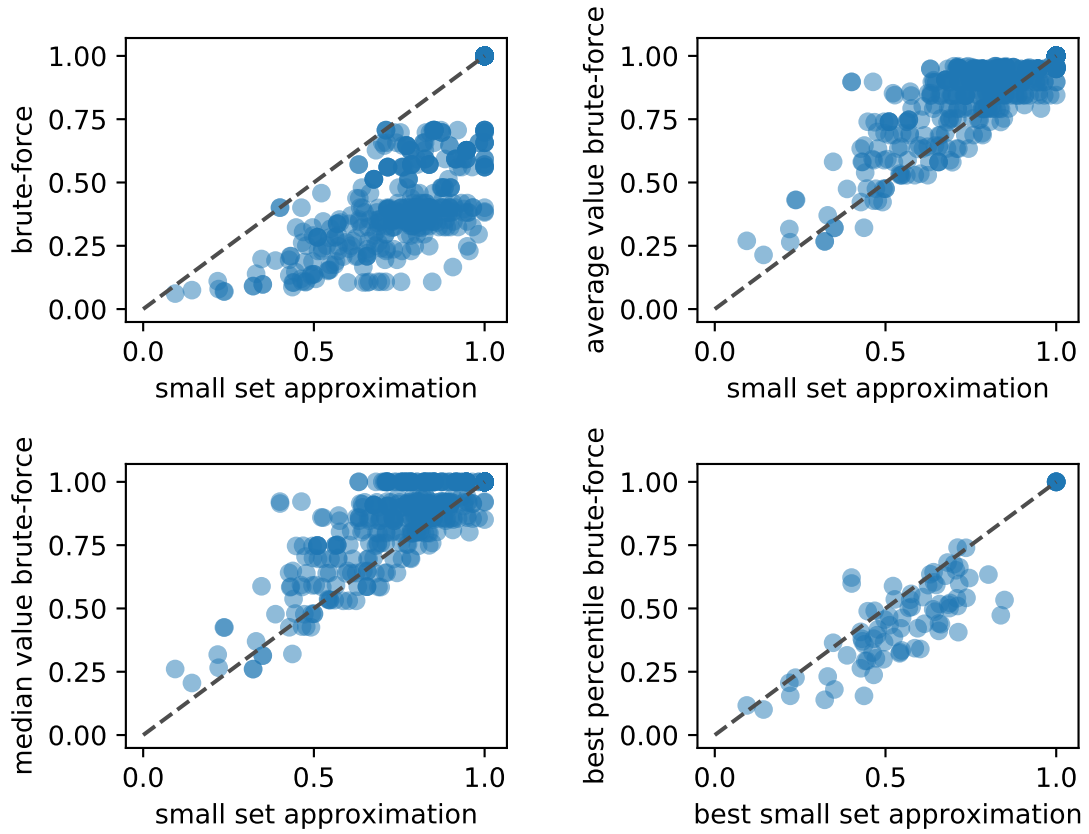 brute-force
1.00
0.75
0.50
0.25
0.00
0.0 0.5 1.0
small set approximation
average value brute-force
1.00
0.75
0.50
0.25
0.00
0.0 0.5 1.0
small set approximation
median value brute-force
1.00
0.75
0.50
0.25
0.00
0.0 0.5 1.0
small set approximation
best percentile brute-force
1.00
0.75
0.50
0.25
0.00
0.0 0.5 1.0
best small set approximation